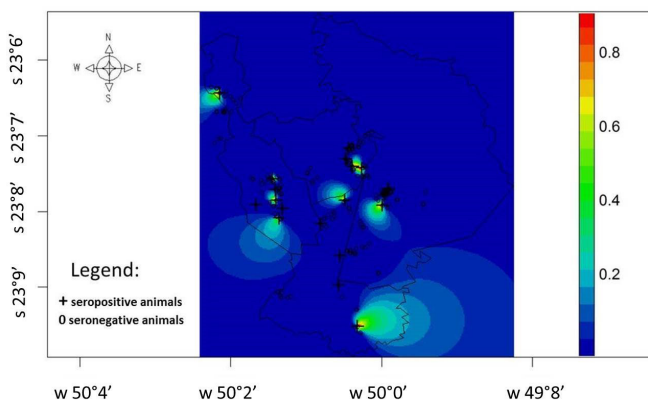 N
W E
S
s 23°6′
s 23°7′
s 23°8′
s 23°9′
0.8
0.6
0.4
0.2
Legend:
+ seropositive animals
0 seronegative animals
w 50°4′ w 50°2′ w 50°0′ w 49°8′